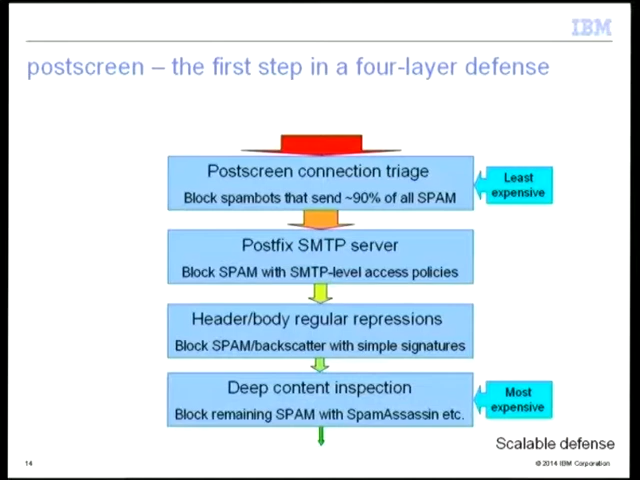 IBM
postscreen – the first step in a four-layer defense
Postscreen connection triage
Block spambots that send ~90% of all SPAM
Least
expensive
Postfix SMTP server
Block SPAM with SMTP-level access policies
Header/body regular repressions
Block SPAM/backscatter with simple signatures
Deep content inspection
Block remaining SPAM with SpamAssassin etc.
Most
expensive
Scalable defense
14
© 2014 IBM Corporation